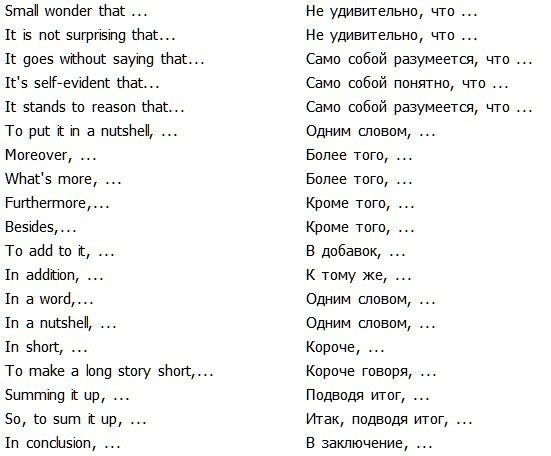 Small wonder that ... Не удивительно, что ...
It is not surprising that... Не удивительно, что ...
It goes without saying that... Само собой разумеется, что ...
It's self-evident that... Само собой понятно, что ...
It stands to reason that... Само собой разумеется, что ...
To put it in a nutshell, ... Одним словом, ...
Moreover, ... Более того, ...
What's more, ... Более того, ...
Furthermore,... Кроме того, ...
Besides,... Кроме того, ...
To add to it, ... В добавок, ...
In addition, ... К тому же, ...
In a word,... Одним словом, ...
In a nutshell, ... Одним словом, ...
In short, ... Короче, ...
To make a long story short,... Короче говоря, ...
Summing it up, ... Подводя итог, ...
So, to sum it up, ... Итак, подводя итог, ...
In conclusion, ... В заключение, ...